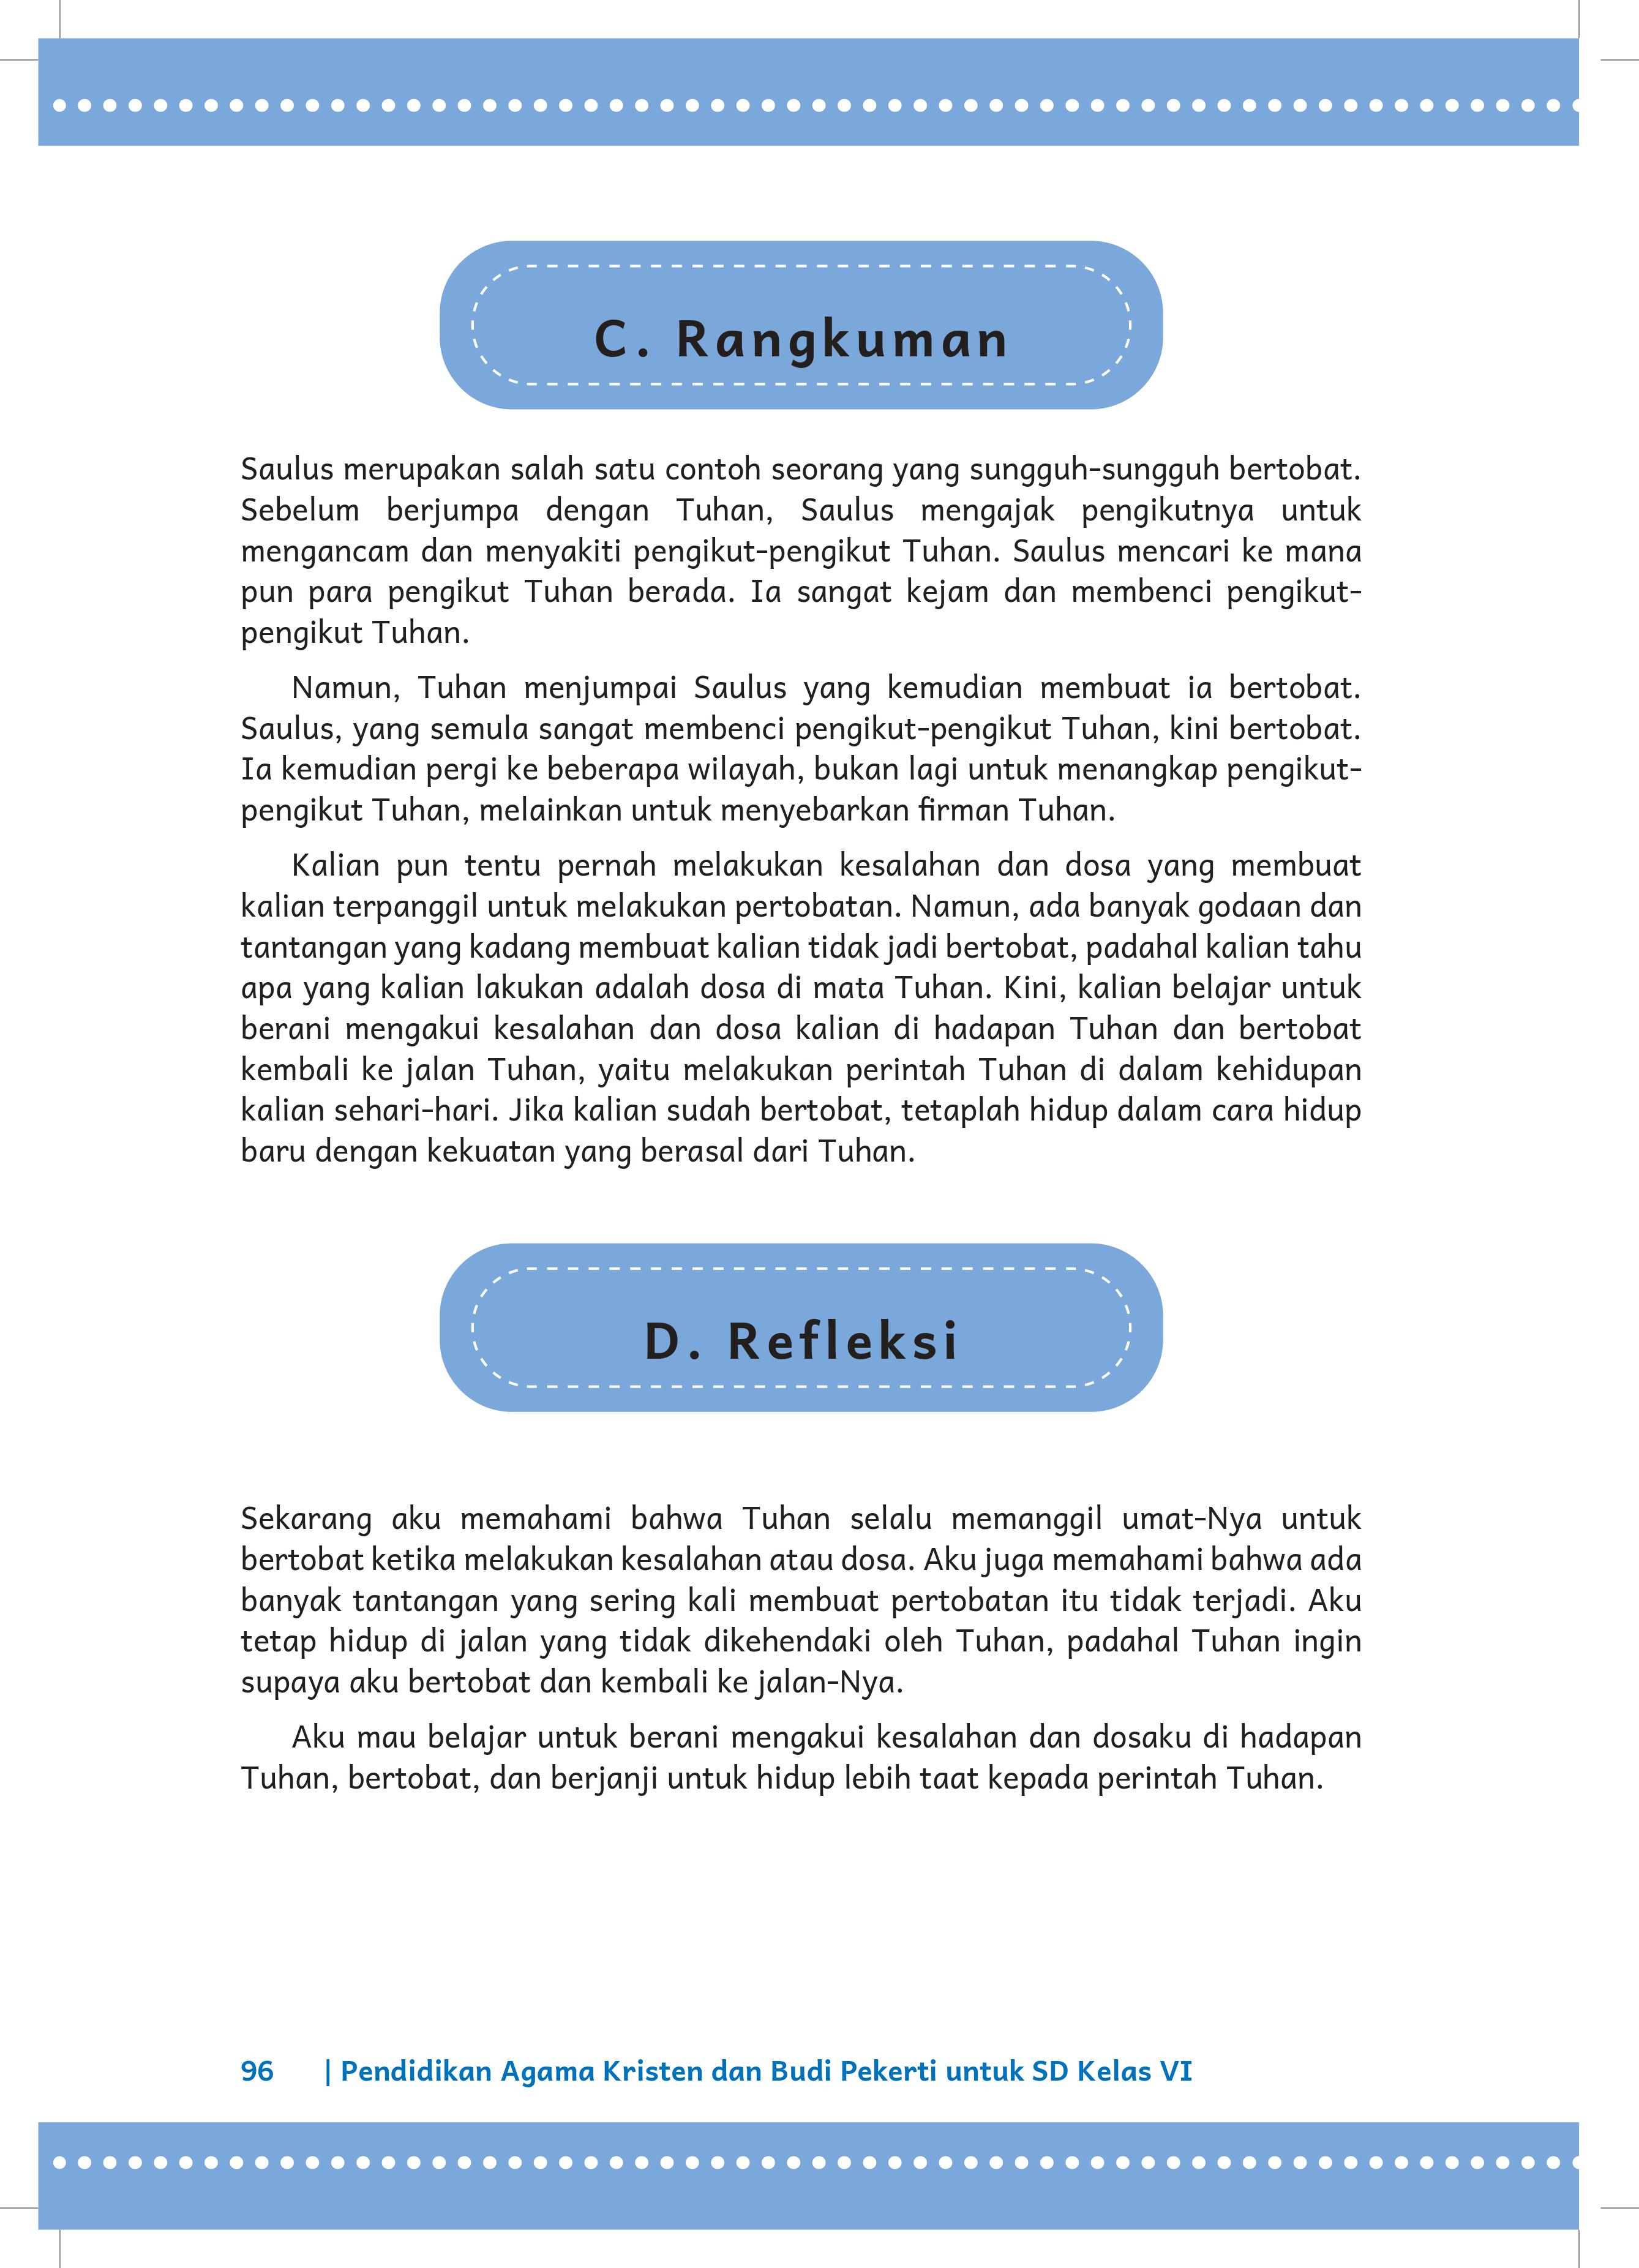 C. Rangkuman
Saulus merupakan salah satu contoh seorang yang sungguh-sungguh bertobat.
Sebelum berjumpa dengan Tuhan, Saulus mengajak pengikutnya untuk
mengancam dan menyakiti pengikut-pengikut Tuhan. Saulus mencari ke mana
pun para pengikut Tuhan berada. Ia sangat kejam dan membenci pengikut-
pengikut Tuhan.
Namun, Tuhan menjumpai Saulus yang kemudian membuat ia bertobat.
Saulus, yang semula sangat membenci pengikut-pengikut Tuhan, kini bertobat.
Ia kemudian pergi ke beberapa wilayah, bukan lagi untuk menangkap pengikut-
pengikut Tuhan, melainkan untuk menyebarkan firman Tuhan.
Kalian pun tentu pernah melakukan kesalahan dan dosa yang membuat
kalian terpanggil untuk melakukan pertobatan. Namun, ada banyak godaan dan
tantangan yang kadang membuat kalian tidak jadi bertobat, padahal kalian tahu
apa yang kalian lakukan adalah dosa di mata Tuhan. Kini, kalian belajar untuk
berani mengakui kesalahan dan dosa kalian di hadapan Tuhan dan bertobat
kembali ke jalan Tuhan, yaitu melakukan perintah Tuhan di dalam kehidupan
kalian sehari-hari. Jika kalian sudah bertobat, tetaplah hidup dalam cara hidup
baru dengan kekuatan yang berasal dari Tuhan.
D. Refleksi
Sekarang aku memahami bahwa Tuhan selalu memanggil umat-Nya untuk
bertobat ketika melakukan kesalahan atau dosa. Aku juga memahami bahwa ada
banyak tantangan yang sering kali membuat pertobatan itu tidak terjadi. Aku
tetap hidup di jalan yang tidak dikehendaki oleh Tuhan, padahal Tuhan ingin
supaya aku bertobat dan kembali ke jalan-Nya.
Aku mau belajar untuk berani mengakui kesalahan dan dosaku di hadapan
Tuhan, bertobat, dan berjanji untuk hidup lebih taat kepada perintah Tuhan.
96 | Pendidikan Agama Kristen dan Budi Pekerti untuk SD Kelas VI